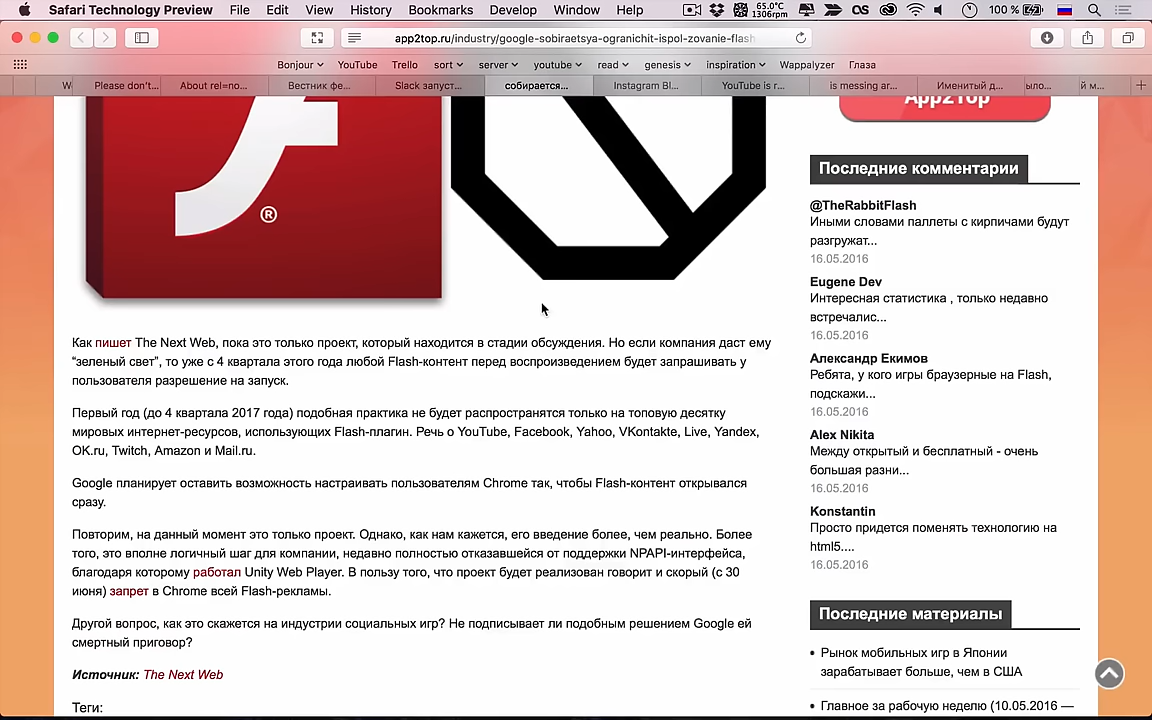 Safari Technology Preview File Edit View History Bookmarks Develop Window Help 65.0°C 1306rpm OS 100 %
app2top.ru/industry/google-sobiraetsya-ogranichit-ispol-zovanie-flash
Bonjour YouTube Trello sort server youtube read genesis inspiration Wappalyzer Глаза
Please don't... About rel=no... Вестник фе... Slack запуст... собирается... Instagram Bl... YouTube is r... is messing ar... Именитый д... ыло... й м...
®
Как пишет The Next Web, пока это только проект, который находится в стадии обсуждения. Но если компания даст ему
“зеленый свет”, то уже с 4 квартала этого года любой Flash-контент перед воспроизведением будет запрашивать у
пользователя разрешение на запуск.
Первый год (до 4 квартала 2017 года) подобная практика не будет распространятся только на топовую десятку
мировых интернет-ресурсов, использующих Flash-плагин. Речь о YouTube, Facebook, Yahoo, VKontakte, Live, Yandex,
OK.ru, Twitch, Amazon и Mail.ru.
Google планирует оставить возможность настраивать пользователям Chrome так, чтобы Flash-контент открывался
сразу.
Повторим, на данный момент это только проект. Однако, как нам кажется, его введение более, чем реально. Более
того, это вполне логичный шаг для компании, недавно полностью отказавшейся от поддержки NPAPI-интерфейса,
благодаря которому работал Unity Web Player. В пользу того, что проект будет реализован говорит и скорый (с 30
июня) запрет в Chrome всей Flash-рекламы.
Другой вопрос, как это скажется на индустрии социальных игр? Не подписывает ли подобным решением Google ей
смертный приговор?
Источник: The Next Web
Теги:
App2Top
Последние комментарии
@TheRabbitFlash
Иными словами паллеты с кирпичами будут
разгружат...
16.05.2016
Eugene Dev
Интересная статистика , только недавно
встречалис...
16.05.2016
Александр Екимов
Ребята, у кого игры браузерные на Flash,
подскажи...
16.05.2016
Alex Nikita
Между открытый и бесплатный - очень
большая разни...
16.05.2016
Konstantin
Просто придется поменять технологию на
html5....
16.05.2016
Последние материалы
Рынок мобильных игр в Японии
зарабатывает больше, чем в США
Главное за рабочую неделю (10.05.2016 —